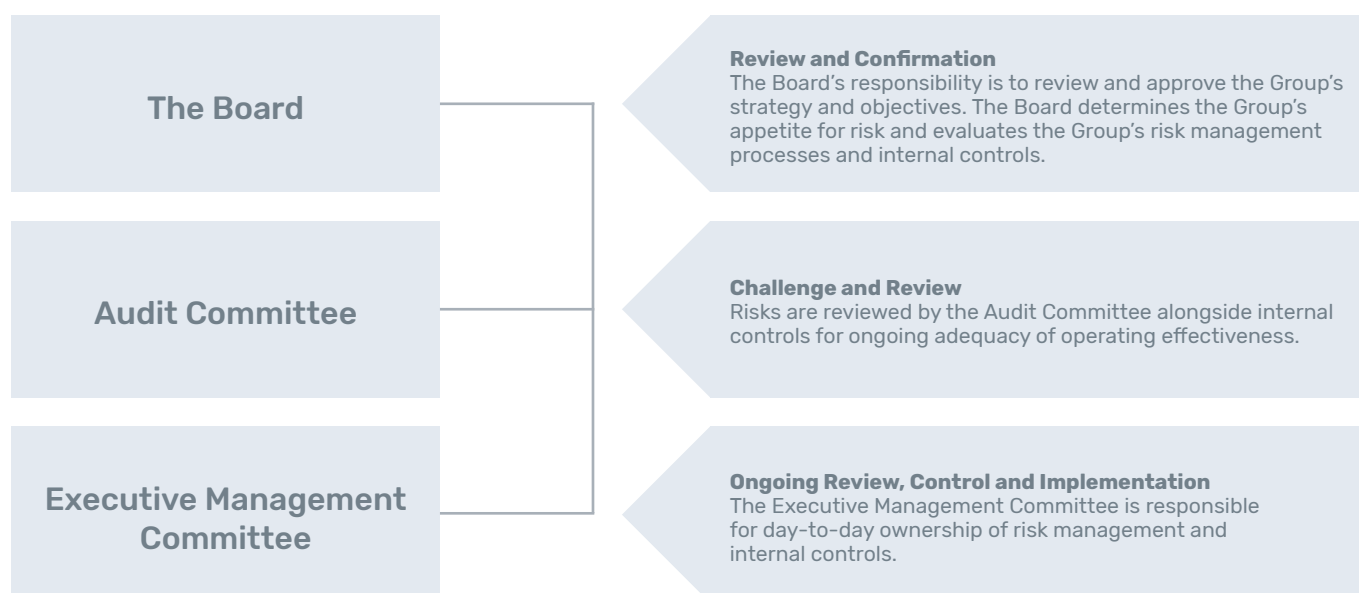 The Board
Review and Confirmation
The Board’s responsibility is to review and approve the Group’s
strategy and objectives. The Board determines the Group’s
appetite for risk and evaluates the Group’s risk management
processes and internal controls.
Audit Committee
Challenge and Review
Risks are reviewed by the Audit Committee alongside internal
controls for ongoing adequacy of operating effectiveness.
Executive Management
Committee
Ongoing Review, Control and Implementation
The Executive Management Committee is responsible
for day-to-day ownership of risk management and
internal controls.